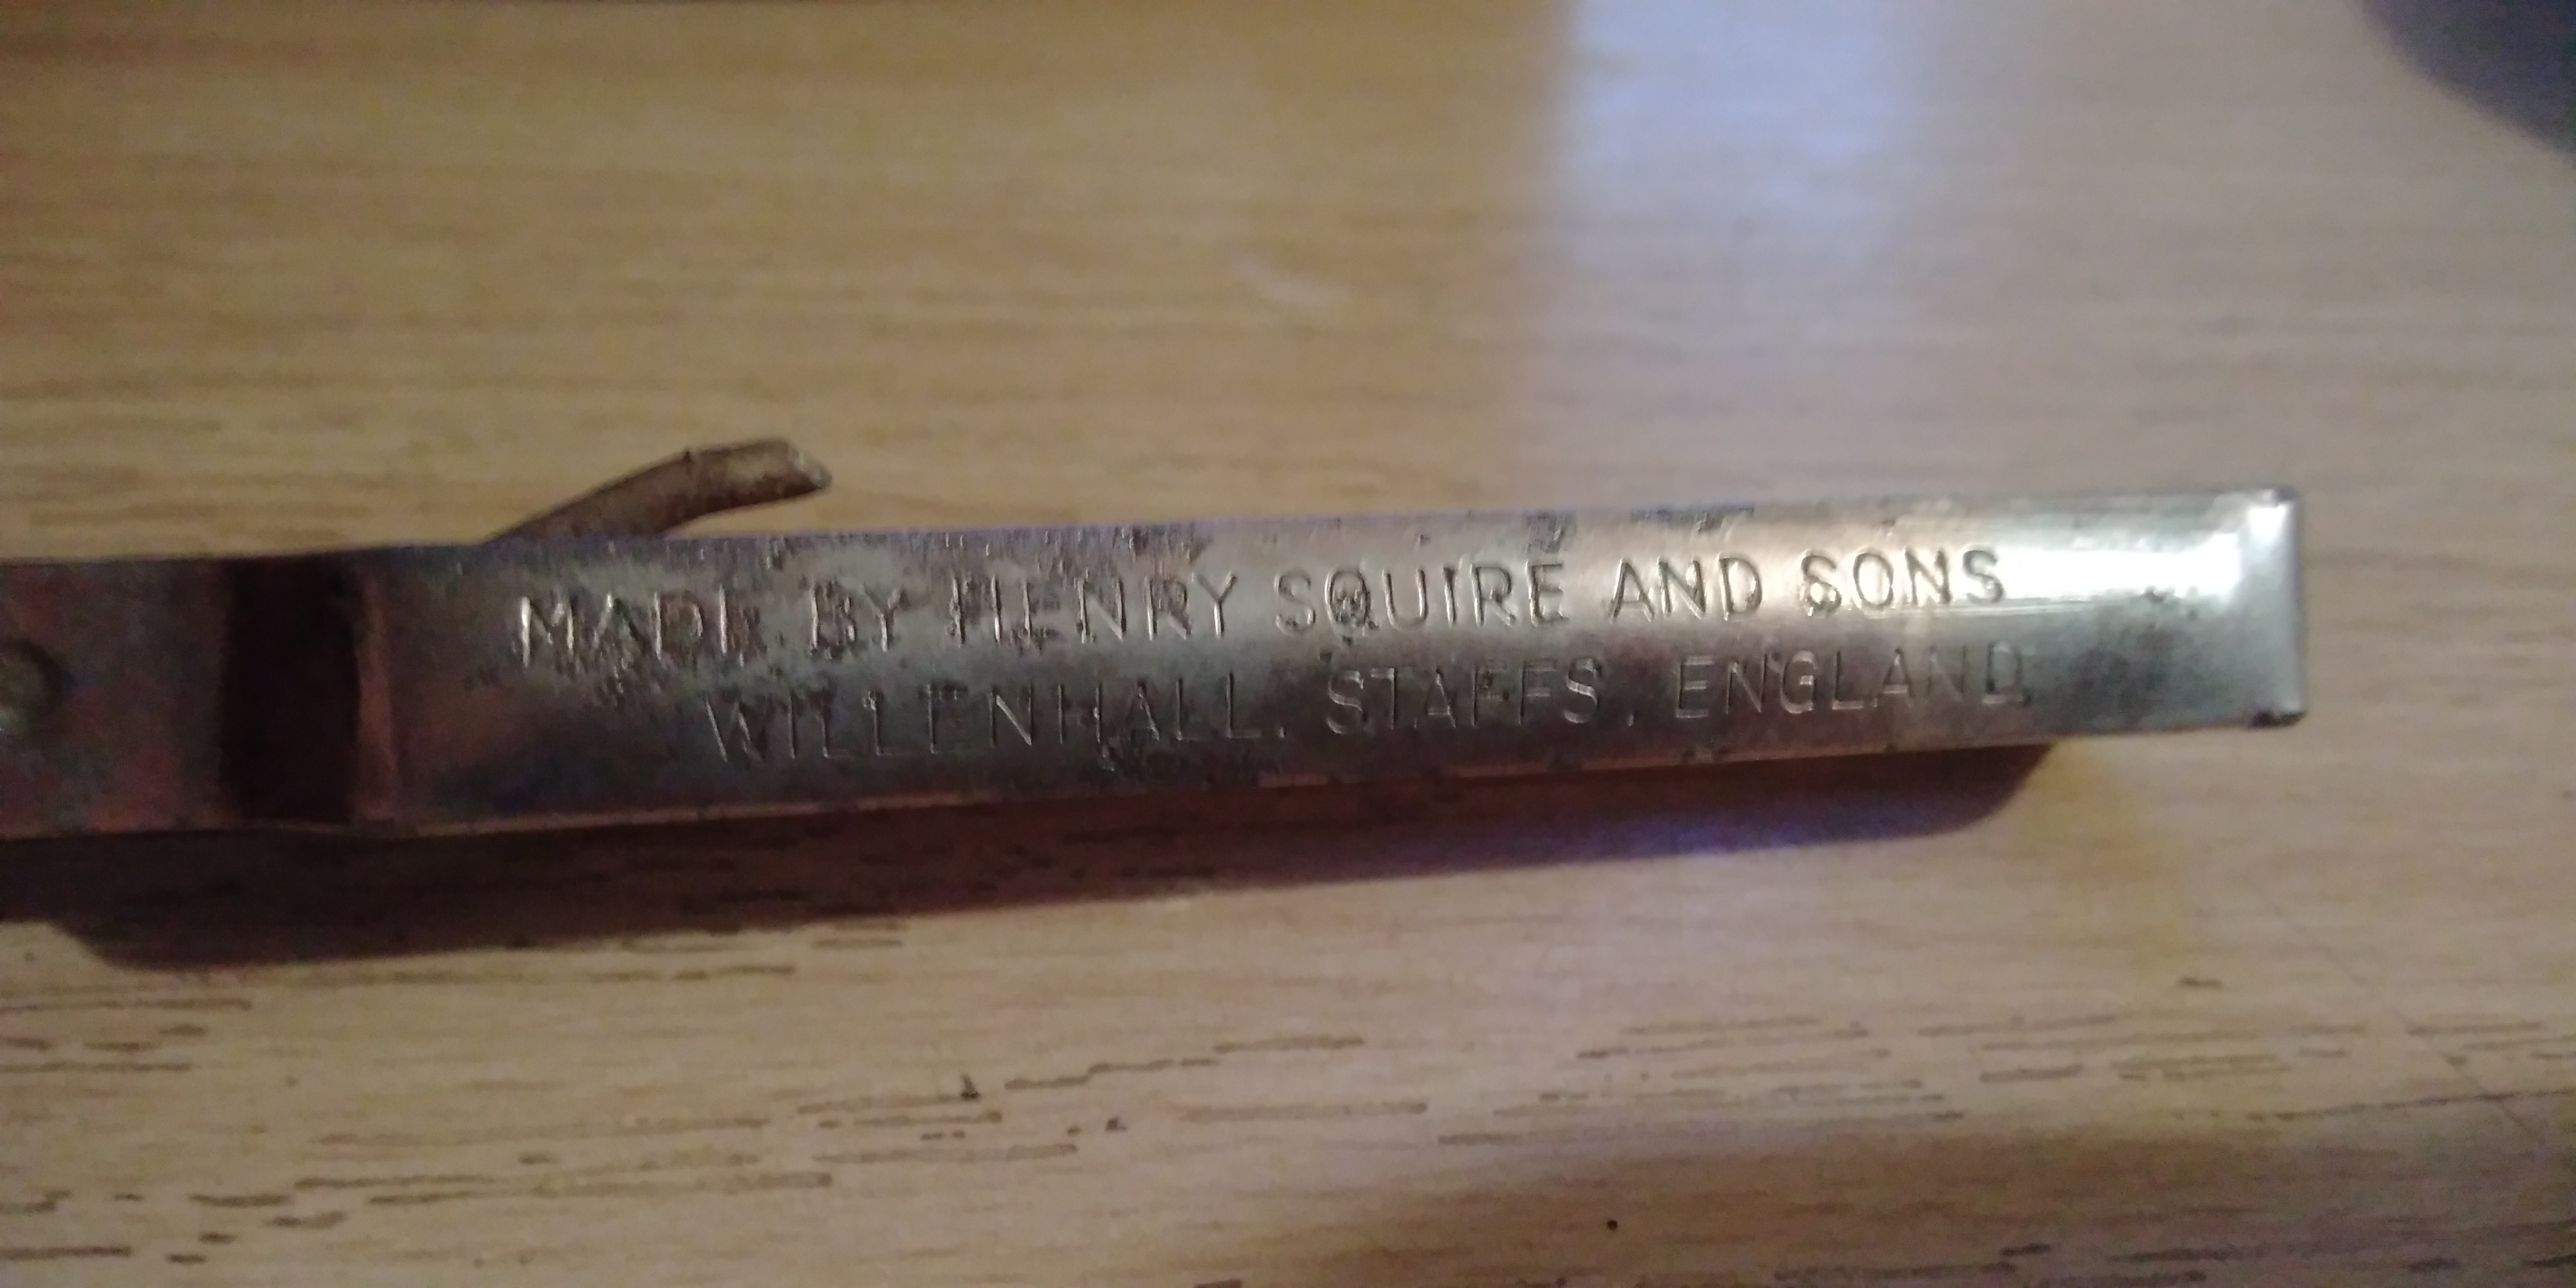 MADE BY HENRY SQUIRE AND SONS
WILLENHALL. STAFFS, ENGLAND